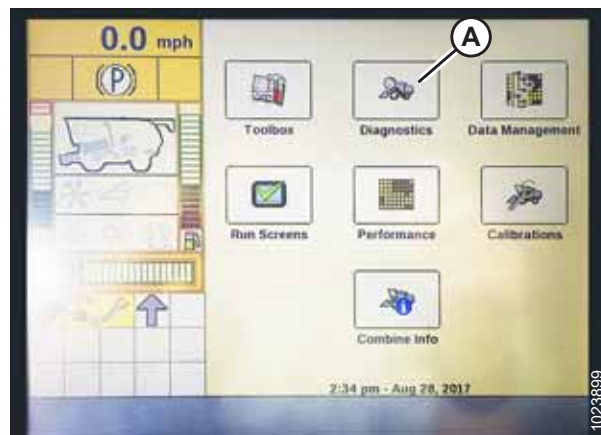 0.0 mph
A
(P)
Toolbox
Diagnostics
Data Management
Run Screens
Performance
Calibrations
Combine Info
2:34 pm - Aug 28, 2017
1023899